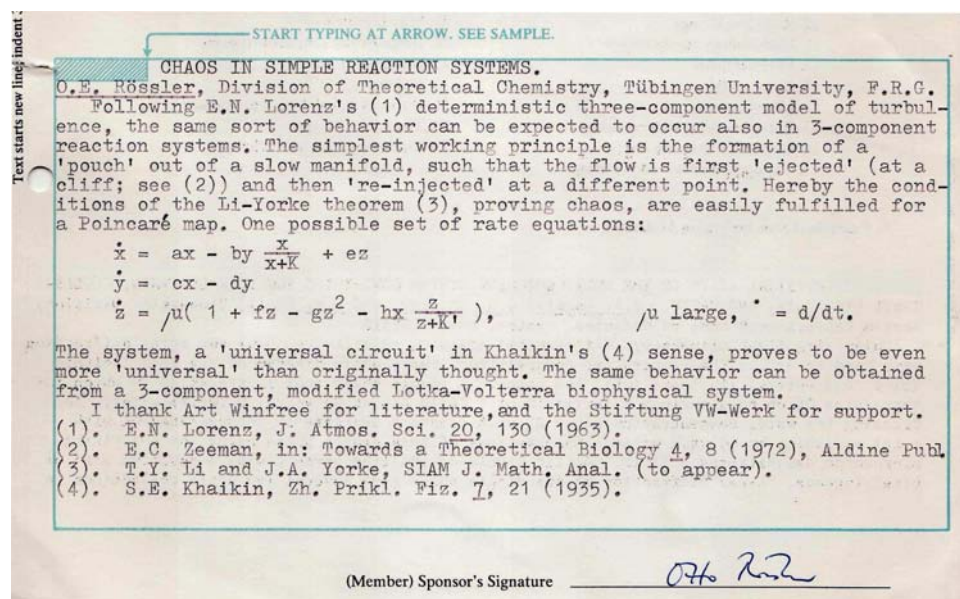 Text starts new line; indent 3
START TYPING AT ARROW. SEE SAMPLE.
CHAOS IN SIMPLE REACTION SYSTEMS.
O.E. Rössler, Division of Theoretical Chemistry, Tübingen University, F.R.G.
Following E.N. Lorenz's (1) deterministic three-component model of turbul-
ence, the same sort of behavior can be expected to occur also in 3-component
reaction systems. The simplest working principle is the formation of a
'pouch' out of a slow manifold, such that the flow is first 'ejected' (at a
cliff; see (2)) and then 're-injected' at a different point. Hereby the cond-
itions of the Li-Yorke theorem (3), proving chaos, are easily fulfilled for
a Poincaré map. One possible set of rate equations:
ẋ = ax - by x/(x+K) + ez
ẏ = cx - dy
ż = /u( 1 + fz - gz² - hx z/(z+K') ), /u large, ˙ = d/dt.
The system, a 'universal circuit' in Khaikin's (4) sense, proves to be even
more 'universal' than originally thought. The same behavior can be obtained
from a 3-component, modified Lotka-Volterra biophysical system.
I thank Art Winfree for literature,and the Stiftung VW-Werk for support.
(1). E.N. Lorenz, J. Atmos. Sci. 20, 130 (1963).
(2). E.C. Zeeman, in: Towards a Theoretical Biology 4, 8 (1972), Aldine Publ.
(3). T.Y. Li and J.A. Yorke, SIAM J. Math. Anal. (to appear).
(4). S.E. Khaikin, Zh. Prikl. Fiz. 7, 21 (1935).
(Member) Sponsor's Signature Otto Rössler